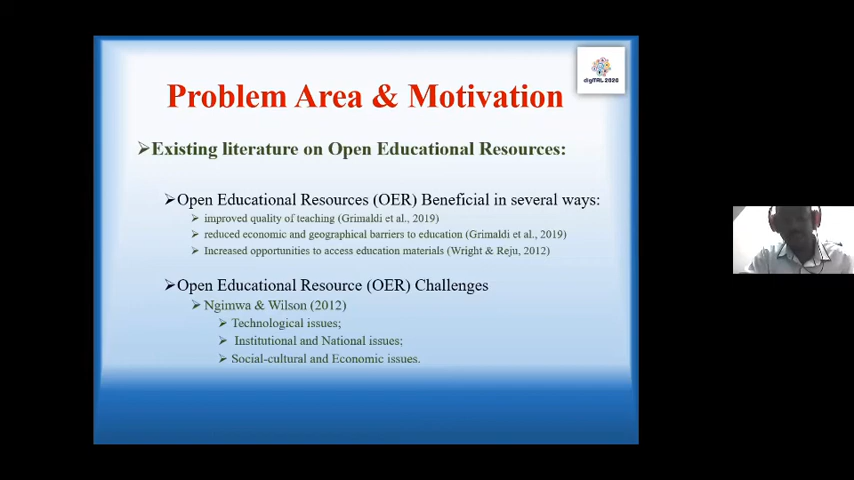 digiTAL 2020
Problem Area & Motivation
Existing literature on Open Educational Resources:
Open Educational Resources (OER) Beneficial in several ways:
improved quality of teaching (Grimaldi et al., 2019)
reduced economic and geographical barriers to education (Grimaldi et al., 2019)
Increased opportunities to access education materials (Wright & Reju, 2012)
Open Educational Resource (OER) Challenges
Ngimwa & Wilson (2012)
Technological issues;
Institutional and National issues;
Social-cultural and Economic issues.